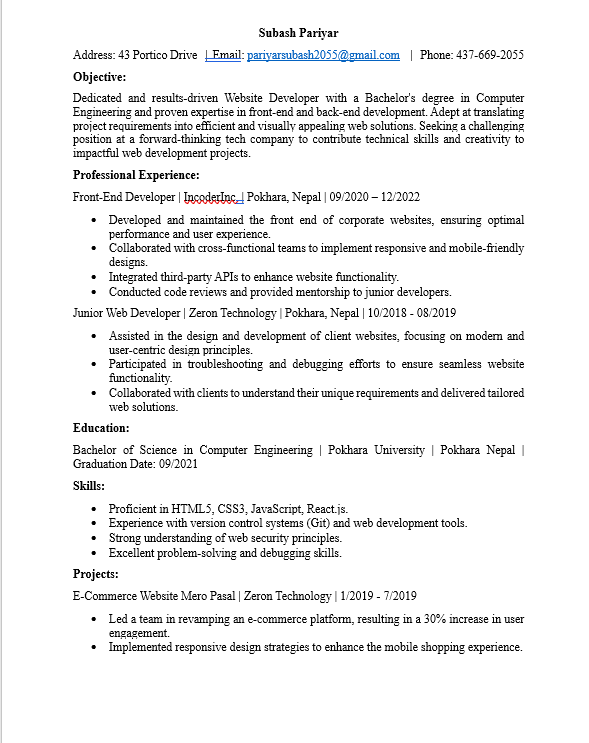 Subash Pariyar
Address: 43 Portico Drive | Email: pariyarsubash2055@gmail.com | Phone: 437-669-2055
Objective:
Dedicated and results-driven Website Developer with a Bachelor's degree in Computer
Engineering and proven expertise in front-end and back-end development. Adept at translating
project requirements into efficient and visually appealing web solutions. Seeking a challenging
position at a forward-thinking tech company to contribute technical skills and creativity to
impactful web development projects.
Professional Experience:
Front-End Developer | IncoderInc. | Pokhara, Nepal | 09/2020 – 12/2022
• Developed and maintained the front end of corporate websites, ensuring optimal
performance and user experience.
• Collaborated with cross-functional teams to implement responsive and mobile-friendly
designs.
• Integrated third-party APIs to enhance website functionality.
• Conducted code reviews and provided mentorship to junior developers.
Junior Web Developer | Zeron Technology | Pokhara, Nepal | 10/2018 - 08/2019
• Assisted in the design and development of client websites, focusing on modern and
user-centric design principles.
• Participated in troubleshooting and debugging efforts to ensure seamless website
functionality.
• Collaborated with clients to understand their unique requirements and delivered tailored
web solutions.
Education:
Bachelor of Science in Computer Engineering | Pokhara University | Pokhara Nepal |
Graduation Date: 09/2021
Skills:
• Proficient in HTML5, CSS3, JavaScript, React.js.
• Experience with version control systems (Git) and web development tools.
• Strong understanding of web security principles.
• Excellent problem-solving and debugging skills.
Projects:
E-Commerce Website Mero Pasal | Zeron Technology | 1/2019 - 7/2019
• Led a team in revamping an e-commerce platform, resulting in a 30% increase in user
engagement.
• Implemented responsive design strategies to enhance the mobile shopping experience.